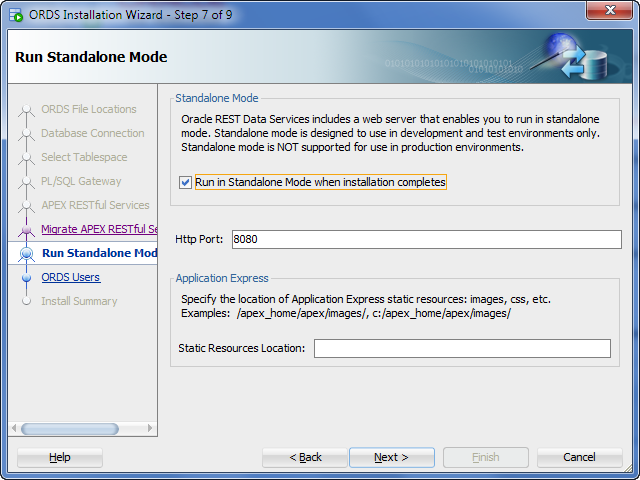 ORDS Installation Wizard - Step 7 of 9
Run Standalone Mode
010101010101010101010101
0101010101
ORDS File Locations
Database Connection
Select Tablespace
PL/SQL Gateway
APEX RESTful Services
Migrate APEX RESTful Se
Run Standalone Mod
ORDS Users
Install Summary
Standalone Mode
Oracle REST Data Services includes a web server that enables you to run in standalone
mode. Standalone mode is designed to use in development and test environments only.
Standalone mode is NOT supported for use in production environments.
Run in Standalone Mode when installation completes
Http Port: 8080
Application Express
Specify the location of Application Express static resources: images, css, etc.
Examples: /apex_home/apex/images/, c:/apex_home/apex/images/
Static Resources Location:
Help
< Back
Next >
Finish
Cancel